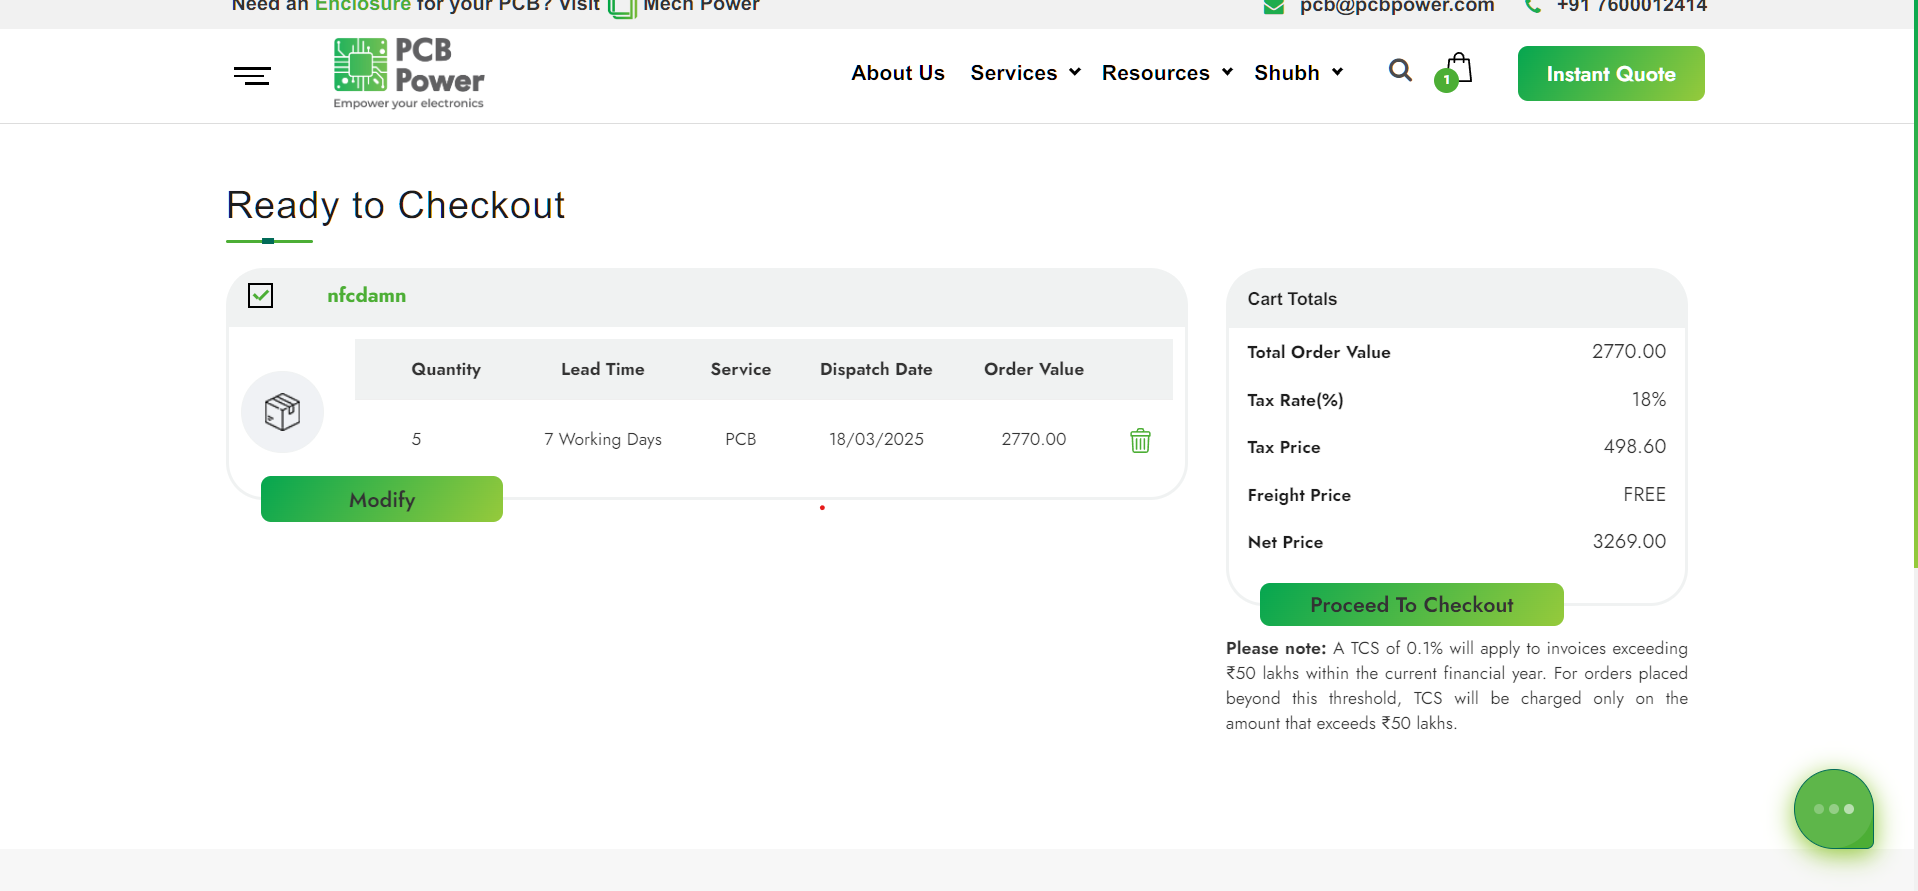 Need an Enclosure for your PCB? Visit Mech Power
pcb@pcbpower.com +91 7600012414
PCB
Power
Empower your electronics
About Us Services Resources Shubh 1 Instant Quote
Ready to Checkout
nfcdamn
Quantity Lead Time Service Dispatch Date Order Value
5 7 Working Days PCB 18/03/2025 2770.00
Modify
Cart Totals
Total Order Value 2770.00
Tax Rate(%) 18%
Tax Price 498.60
Freight Price FREE
Net Price 3269.00
Proceed To Checkout
Please note: A TCS of 0.1% will apply to invoices exceeding
₹50 lakhs within the current financial year. For orders placed
beyond this threshold, TCS will be charged only on the
amount that exceeds ₹50 lakhs.